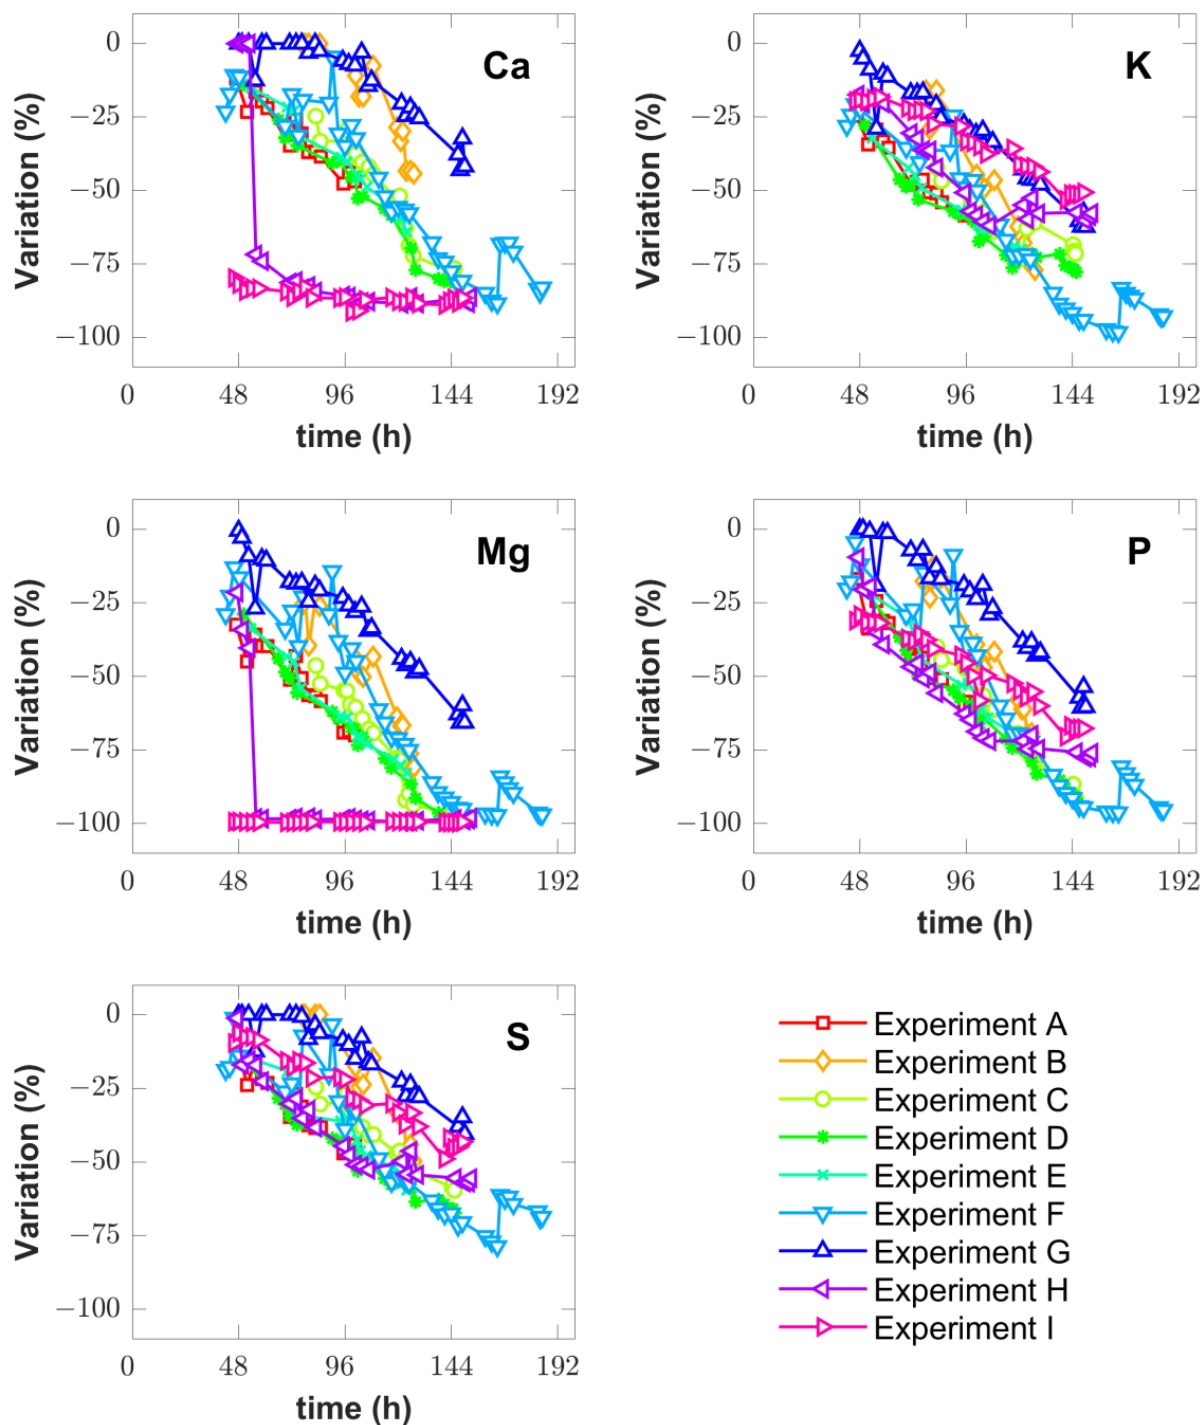 Ca
Variation (%)
0
−25
−50
−75
−100
0 48 96 144 192
time (h)
K
Variation (%)
0
−25
−50
−75
−100
0 48 96 144 192
time (h)
Mg
Variation (%)
0
−25
−50
−75
−100
0 48 96 144 192
time (h)
P
Variation (%)
0
−25
−50
−75
−100
0 48 96 144 192
time (h)
S
Variation (%)
0
−25
−50
−75
−100
0 48 96 144 192
time (h)
Experiment A
Experiment B
Experiment C
Experiment D
Experiment E
Experiment F
Experiment G
Experiment H
Experiment I